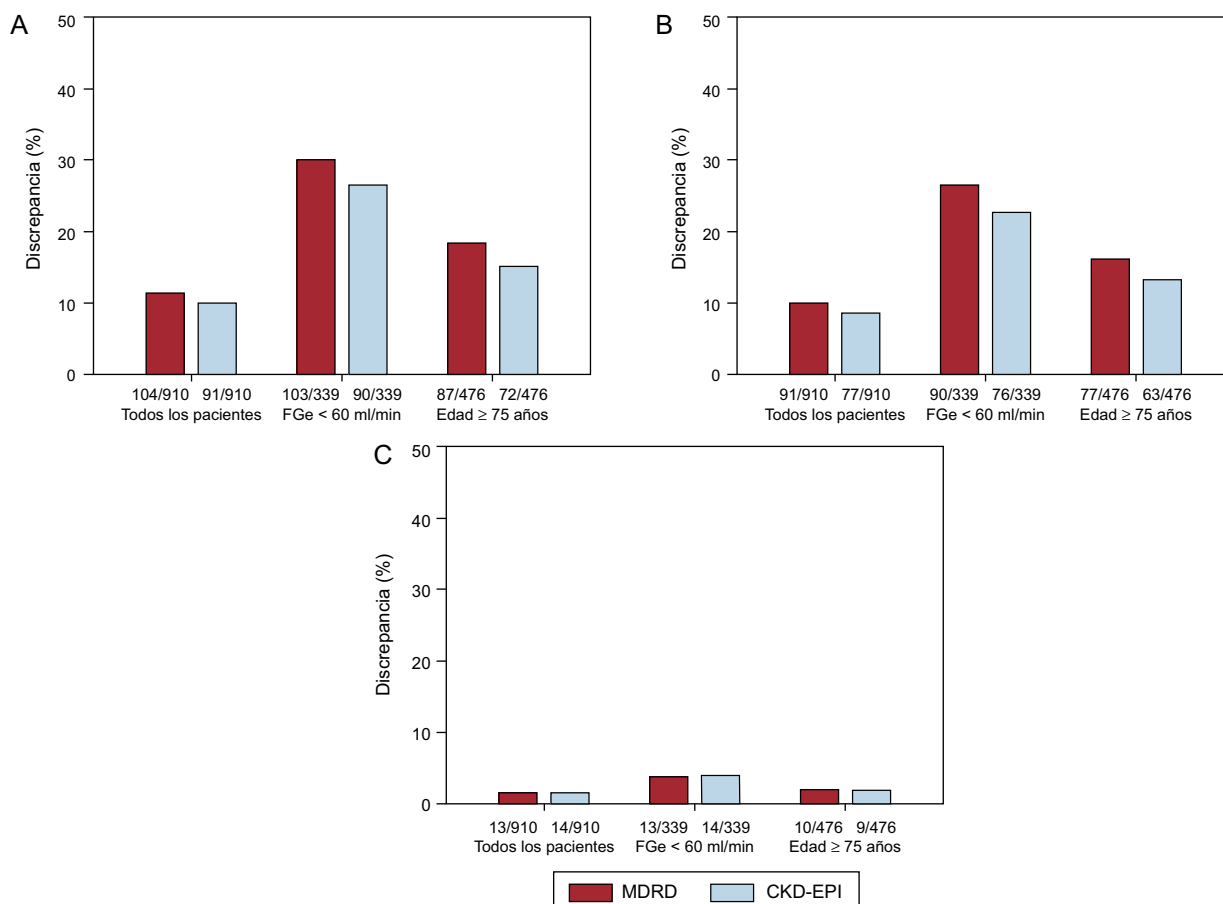 A
50
40
30
20
10
0
Discrepancia (%)
104/910 91/910 103/339 90/339 87/476 72/476
Todos los pacientes FGe < 60 ml/min Edad ≥ 75 años
B
50
40
30
20
10
0
Discrepancia (%)
91/910 77/910 90/339 76/339 77/476 63/476
Todos los pacientes FGe < 60 ml/min Edad ≥ 75 años
C
50
40
30
20
10
0
Discrepancia (%)
13/910 14/910 13/339 14/339 10/476 9/476
Todos los pacientes FGe < 60 ml/min Edad ≥ 75 años
MDRD CKD-EPI